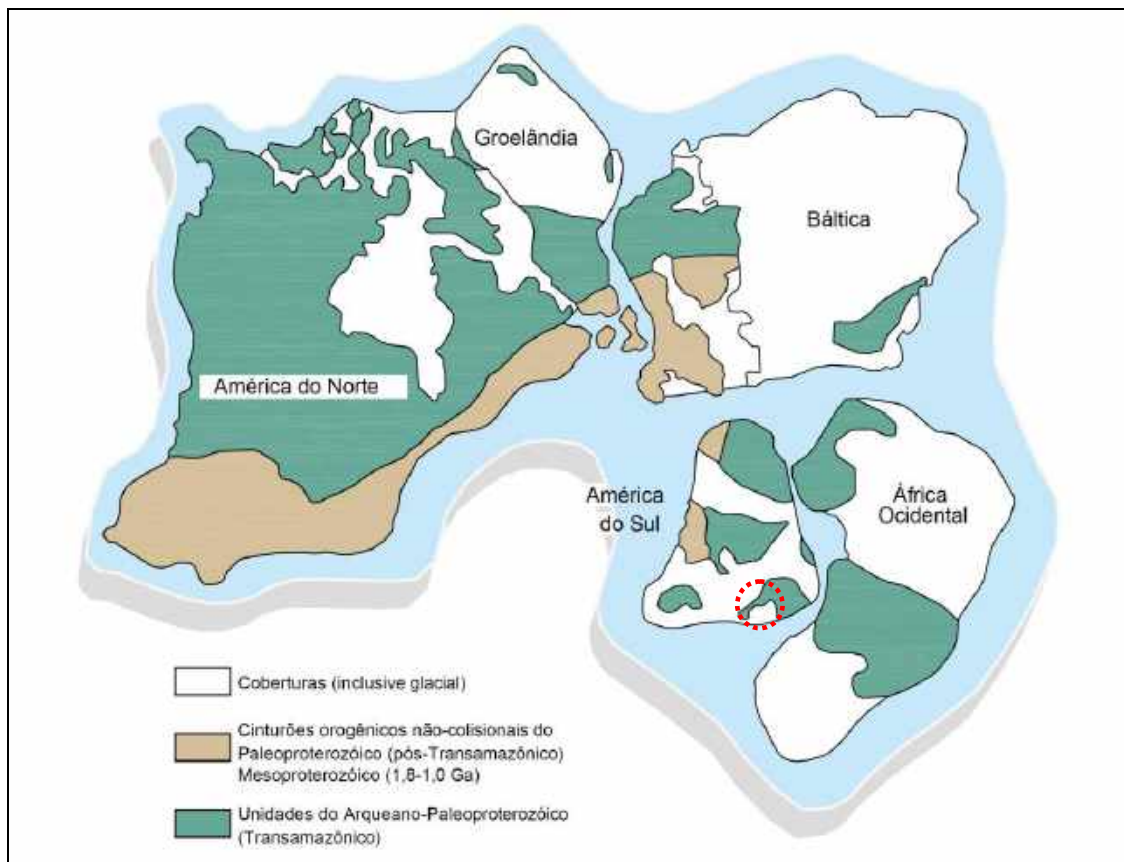 Groelândia
Báltica
América do Norte
América
do Sul
África
Ocidental
Coberturas (inclusive glacial)
Cinturões orogênicos não-colisionais do
Paleoproterozóico (pós-Transamazônico)
Mesoproterozóico (1,8-1,0 Ga)
Unidades do Arqueano-Paleoproterozóico
(Transamazônico)